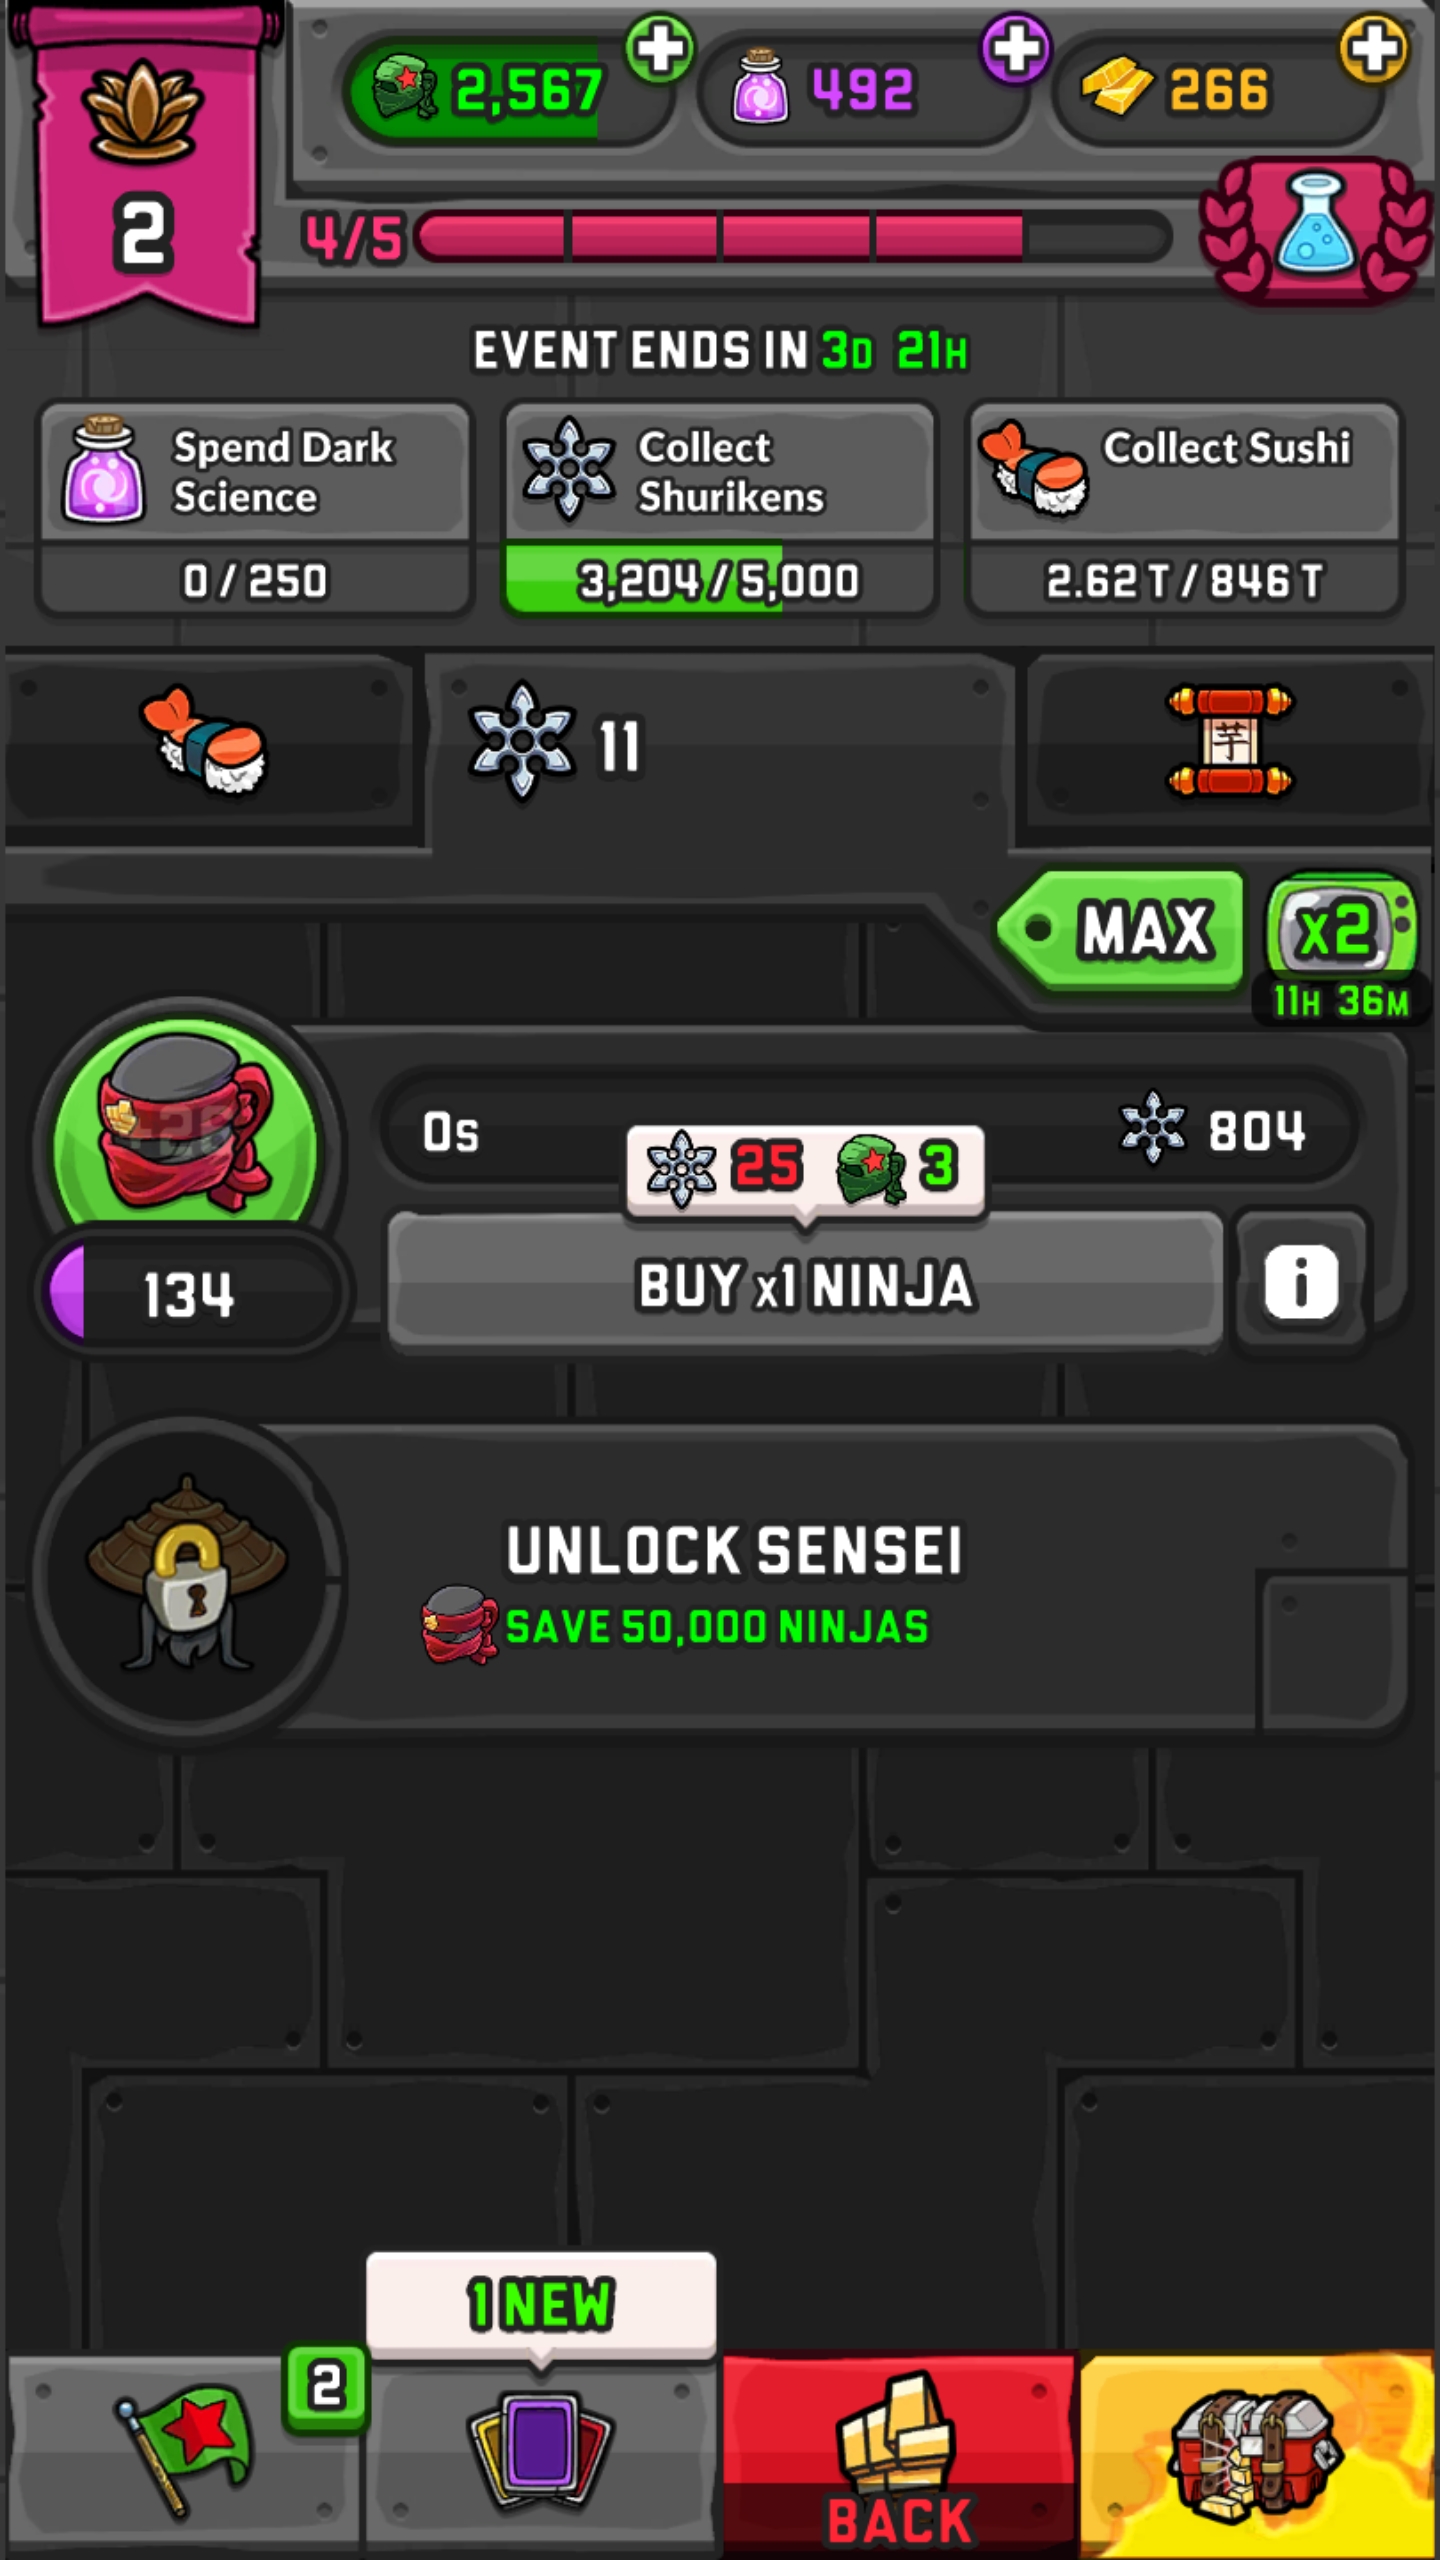 2,567
492
266
2
4/5
EVENT ENDS IN 3D 21H
Spend Dark
Science
0 / 250
Collect
Shurikens
3,204 / 5,000
Collect Sushi
2.62 T / 846 T
11
芋
MAX
x2
11H 36M
0s
804
25
3
134
BUY x1 NINJA
i
UNLOCK SENSEI
SAVE 50,000 NINJAS
1 NEW
2
BACK